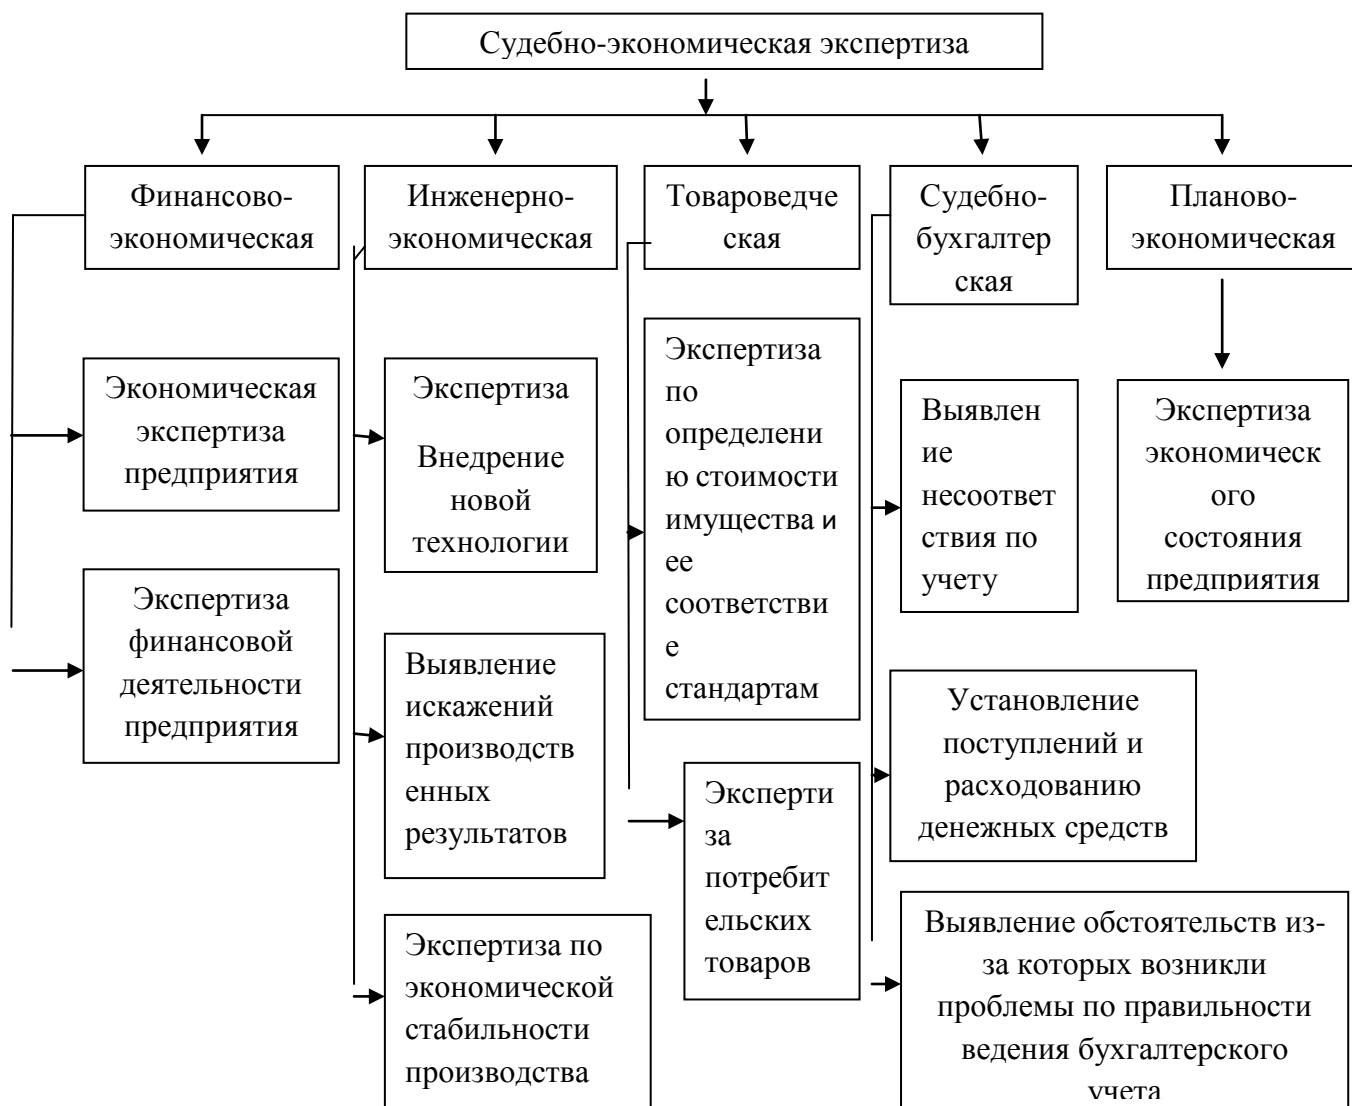 Судебно-экономическая экспертиза
Финансово-
экономическая
Инженерно-
экономическая
Товароведче
ская
Судебно-
бухгалтер
ская
Планово-
экономическая
Экономическая
экспертиза
предприятия
Экспертиза
финансовой
деятельности
предприятия
Экспертиза
Внедрение
новой
технологии
Выявление
искажений
производств
енных
результатов
Экспертиза по
экономической
стабильности
производства
Экспертиза
по
определени
ю стоимости
имущества и
ее
соответстви
е
стандартам
Эксперти
за
потребит
ельских
товаров
Выявлен
ие
несоответ
ствия по
учету
Установление
поступлений и
расходованию
денежных средств
Выявление обстоятельств из-
за которых возникли
проблемы по правильности
ведения бухгалтерского
учета
Экспертиза
экономическ
ого
состояния
предприятия